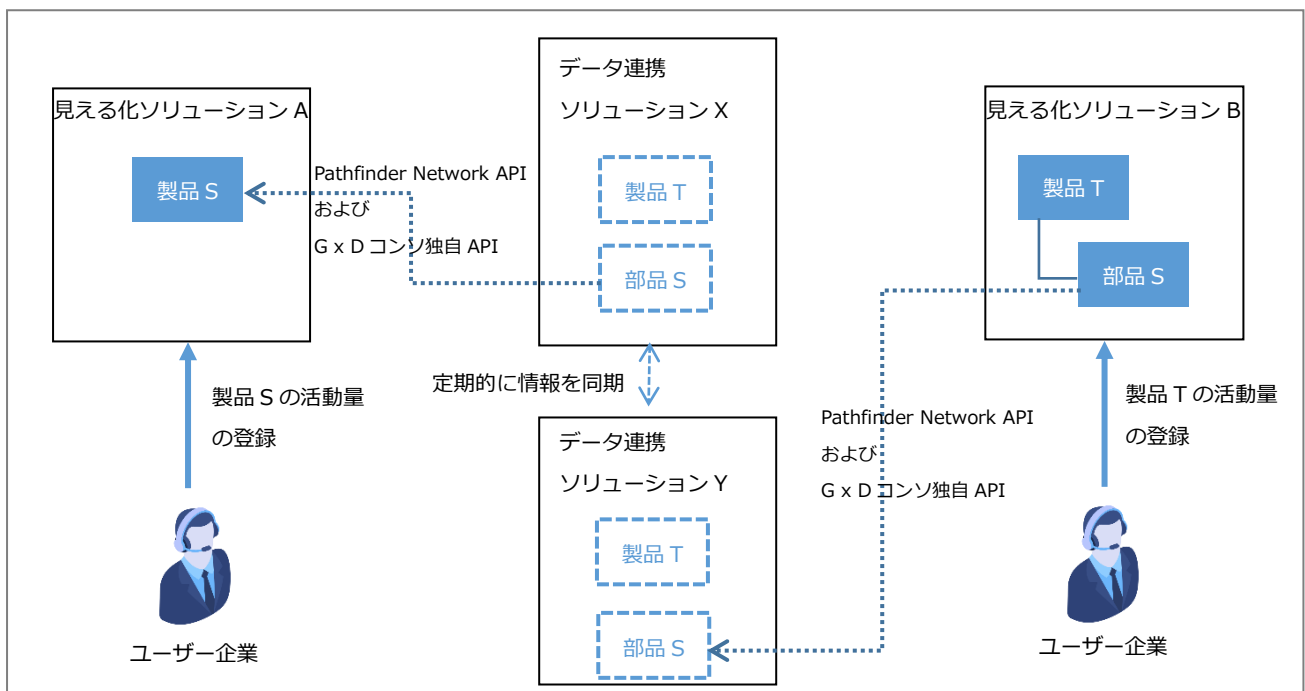 見える化ソリューション A
製品 S
Pathfinder Network API
および
G x D コンソ独自 API
製品 S の活動量
の登録
ユーザー企業
データ連携
ソリューション X
製品 T
部品 S
定期的に情報を同期
データ連携
ソリューション Y
製品 T
部品 S
見える化ソリューション B
製品 T
部品 S
Pathfinder Network API
および
G x D コンソ独自 API
製品 T の活動量
の登録
ユーザー企業